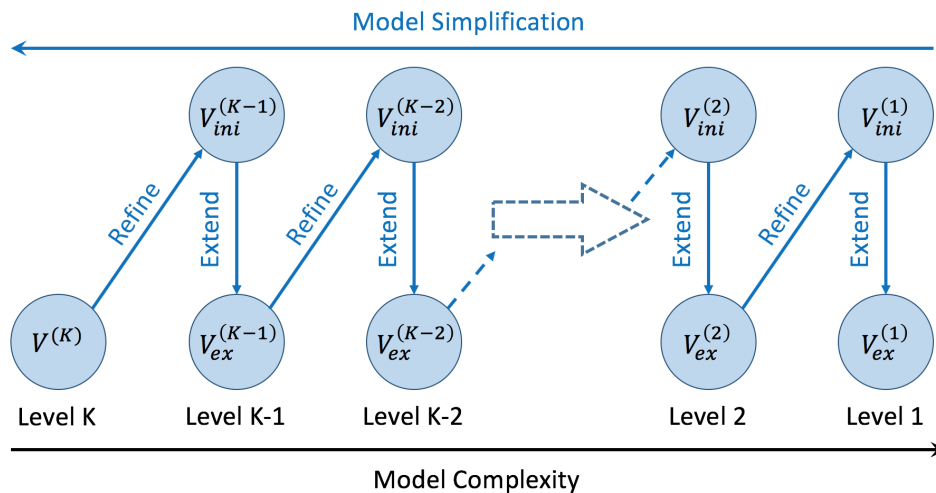 Model Simplification
V_{ini}^{(K-1)} V_{ini}^{(K-2)} V_{ini}^{(2)} V_{ini}^{(1)}
Refine Extend Refine Extend Extend Refine Extend
V^{(K)} V_{ex}^{(K-1)} V_{ex}^{(K-2)} V_{ex}^{(2)} V_{ex}^{(1)}
Level K Level K-1 Level K-2 Level 2 Level 1
Model Complexity